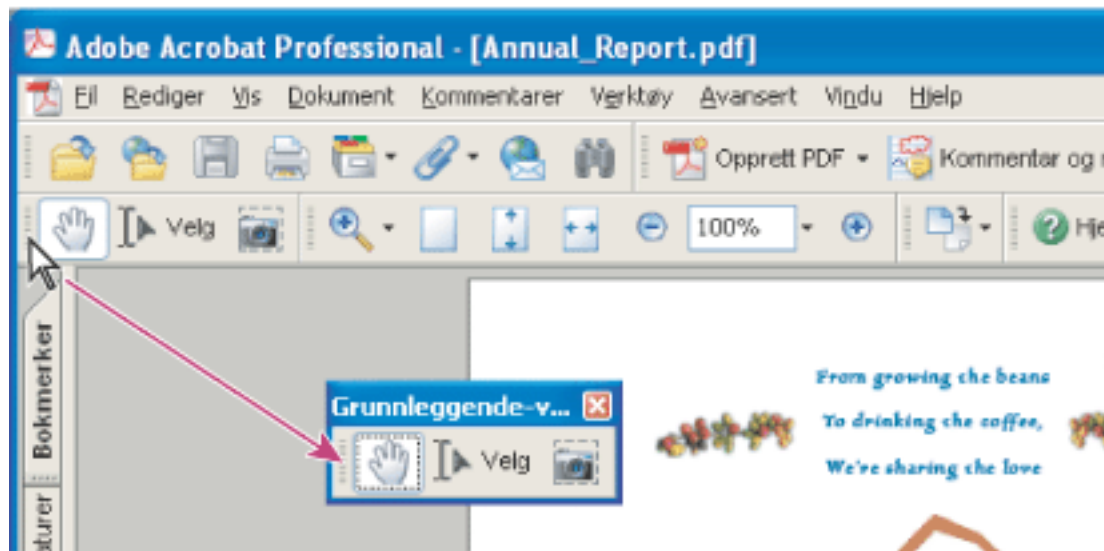 Adobe Acrobat Professional - [Annual_Report.pdf]
Fil Rediger Vis Dokument Kommentarer Verktøy Avansert Vindu Hjelp
Opprett PDF Kommentar og
Velg 100%
Bokmerker
Grunnleggende-v...
Velg
From growing the beans
To drinking the coffee,
We're sharing the love